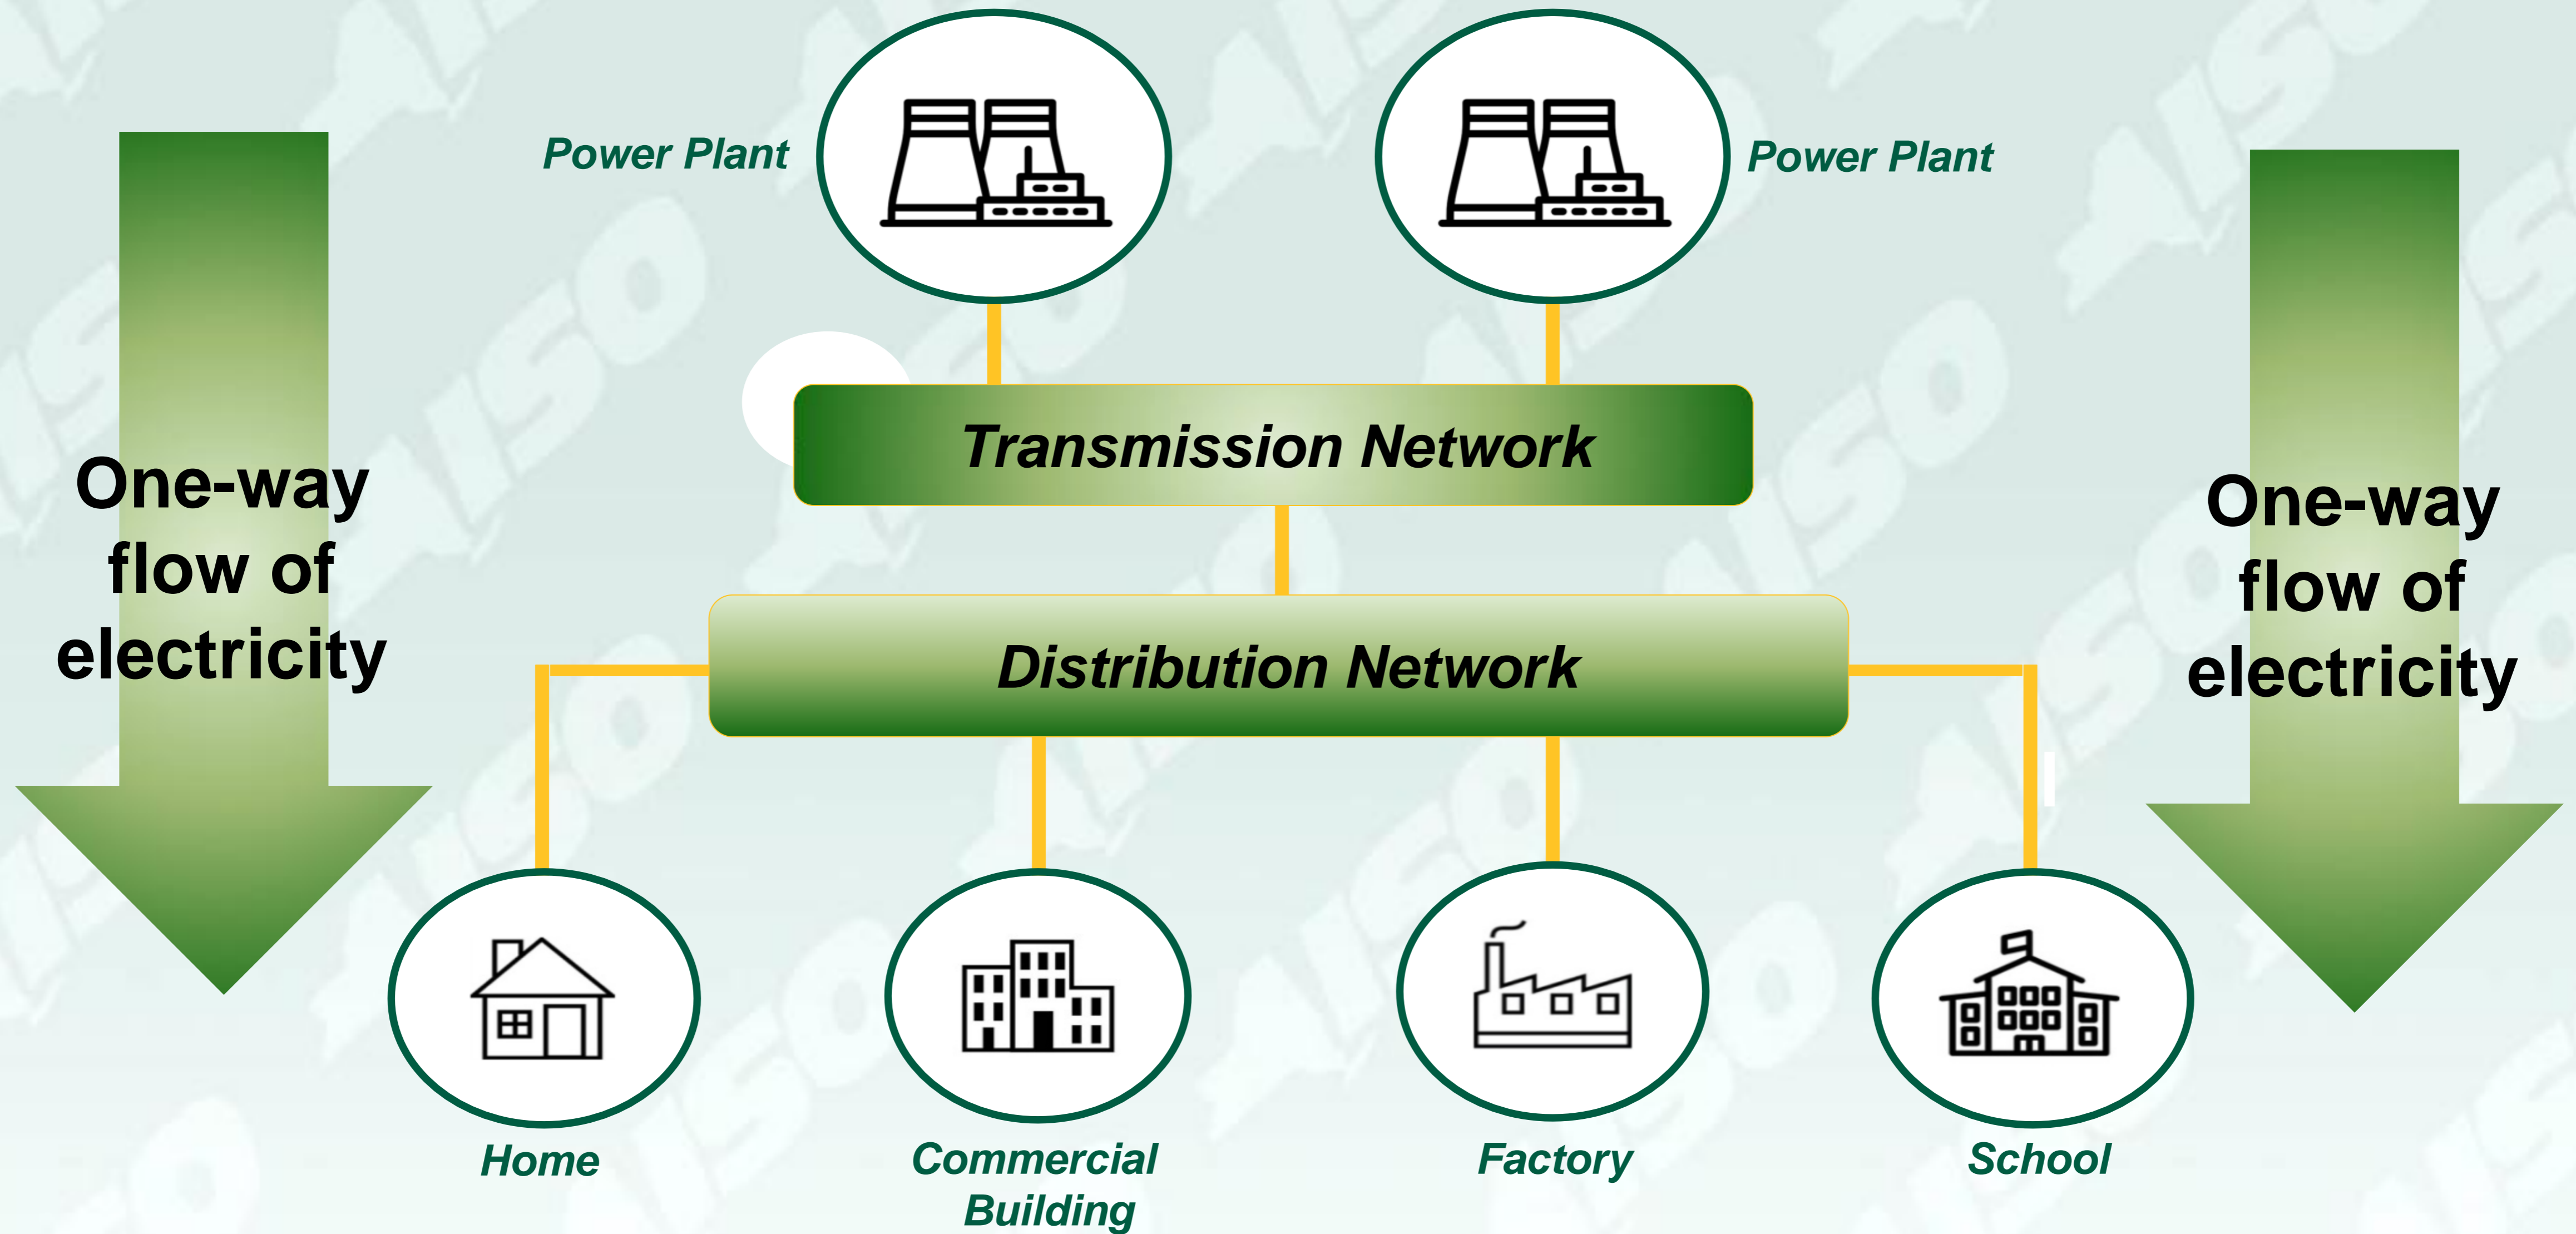 Power Plant
Power Plant
Transmission Network
One-way
flow of
electricity
One-way
flow of
electricity
Distribution Network
Home
Commercial
Building
Factory
School
AISO